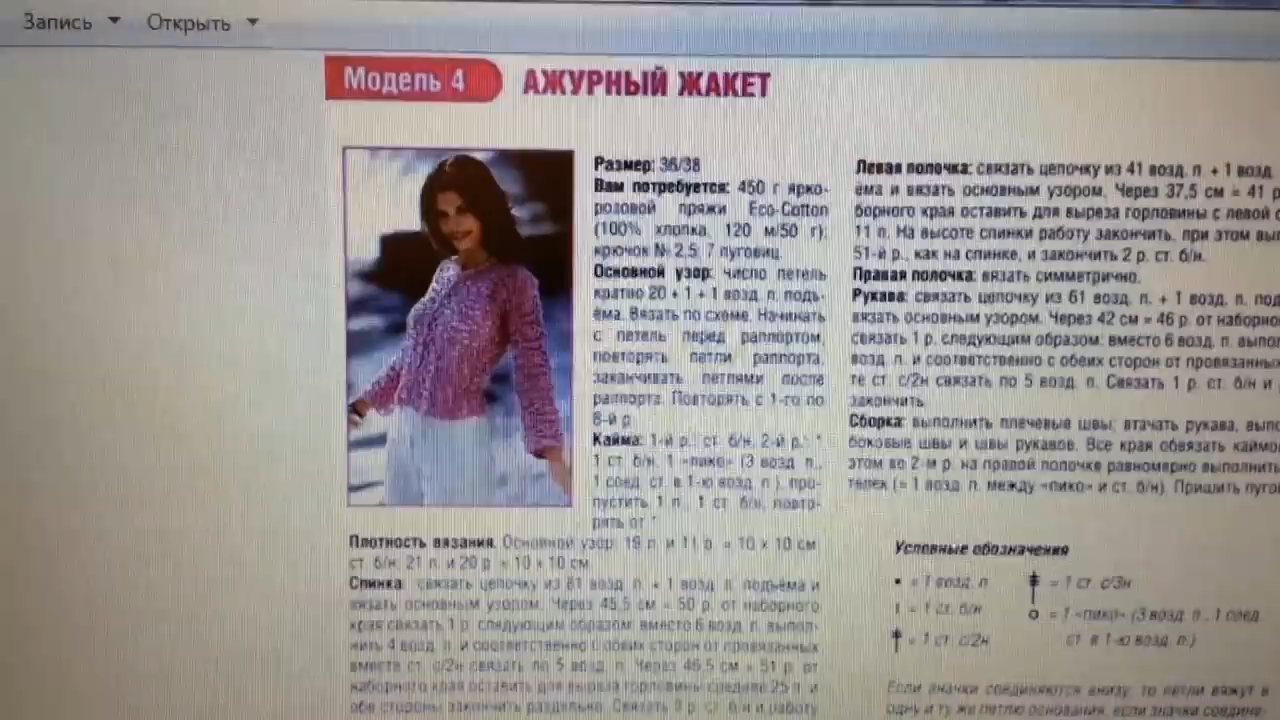 Запись Открыть
Модель 4 АЖУРНЫЙ ЖАКЕТ
Размер: 36/38
Вам потребуется: 450 г ярко-
розовой пряжи Eco-Cotton
(100% хлопка, 120 м/50 г);
крючок № 2,5; 7 пуговиц.
Основной узор: число петель
кратно 20 + 1 + 1 возд. п. подъ-
ёма. Вязать по схеме. Начинать
с петель перед раппортом,
повторять петли раппорта,
заканчивать петлями после
раппорта. Повторять с 1-го по
8-й р.
Кайма: 1-й р.: ст. б/н, 2-й р.: *
1 ст. б/н, 1 «пико» (3 возд. п.,
1 соед. ст. в 1-ю возд. п.), про-
пустить 1 п., 1 ст. б/н, повто-
рять от *
Плотность вязания. Основной узор: 19 п. и 11 р. = 10 x 10 см
ст. б/н: 21 п. и 20 р. = 10 x 10 см
Спинка: связать цепочку из 81 возд. п. + 1 возд. п. подъёма и
вязать основным узором. Через 45,5 см = 50 р. от наборного
края связать 1 р. следующим образом: вместо 6 возд. п. выпол-
нить 4 возд. п. и соответственно с обеих сторон от провязанных
вместе ст. с/2н связать по 5 возд. п. Через 46,5 см = 51 р. от
наборного края оставить для выреза горловины средние 25 п. и
обе стороны закончить раздельно. Связать р. ст. б/н и работу
Левая полочка: связать цепочку из 41 возд. п. + 1 возд.
ёма и вязать основным узором. Через 37,5 см = 41 р
борного края оставить для выреза горловины с левой с
11 п. На высоте спинки работу закончить, при этом вы
51-й р., как на спинке, и закончить 2 р. ст. б/н.
Правая полочка: вязать симметрично.
Рукава: связать цепочку из 61 возд. п. + 1 возд. п. под
вязать основным узором. Через 42 см = 46 р. от наборно
связать 1 р. следующим образом: вместо 6 возд. п. выпол
возд. п. и соответственно с обеих сторон от провязанных
те ст. с/2н связать по 5 возд. п. Связать 1 р. ст. б/н и
закончить.
Сборка: выполнить плечевые швы; втачать рукава, выпо
боковые швы и швы рукавов. Все края обвязать каймо
этом во 2-м р. на правой полочке равномерно выполнить
телек (= 1 возд. п. между «пико» и ст. б/н). Пришить пуго
Условные обозначения
• = 1 возд. п.
= 1 ст. б/н
= 1 ст. с/2н
= 1 ст. с/3н
о = 1 «пико» (3 возд. п., 1 соед.
ст. в 1-ю возд. п.)
Если значки соединяются внизу, то петли вяжут в
одну и ту же петлю основания, если значки соедине-